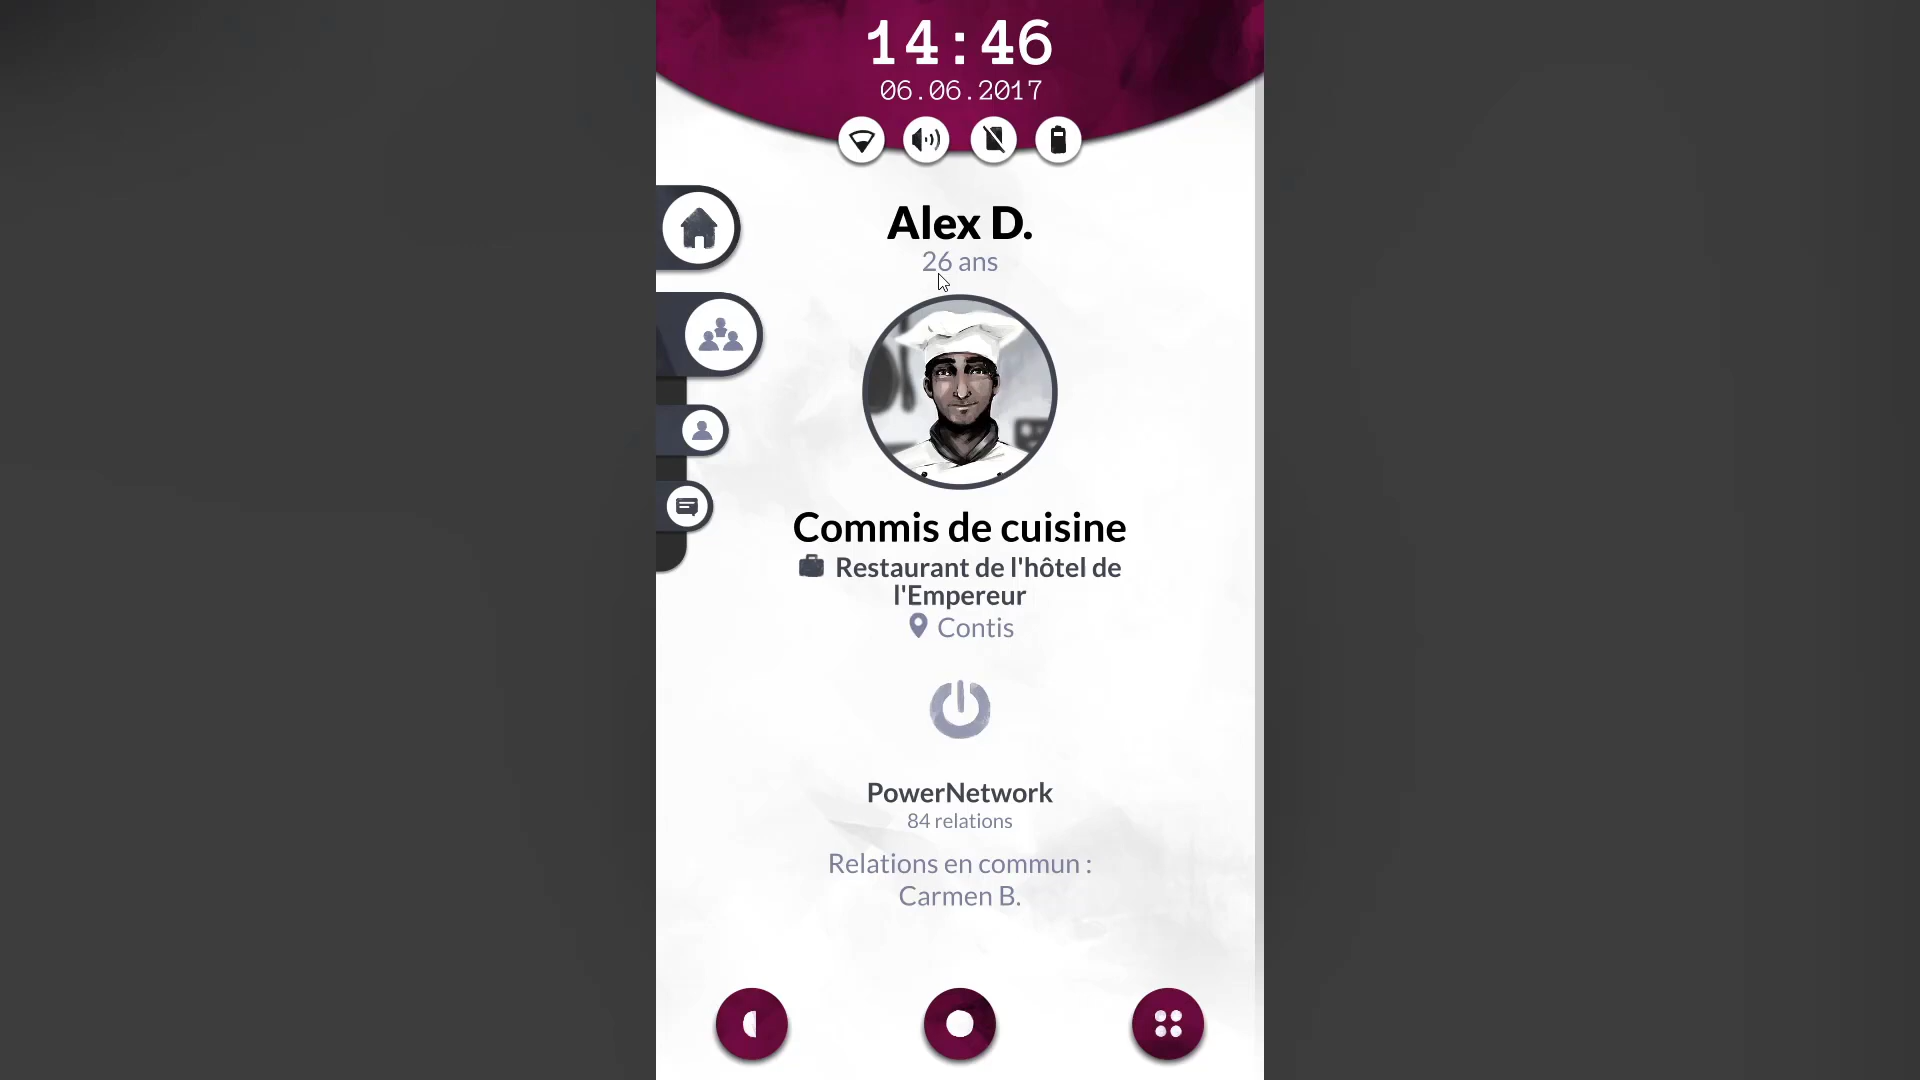 14:46
06.06.2017
Alex D.
26 ans
Commis de cuisine
Restaurant de l'hôtel de
l'Empereur
Contis
PowerNetwork
84 relations
Relations en commun :
Carmen B.